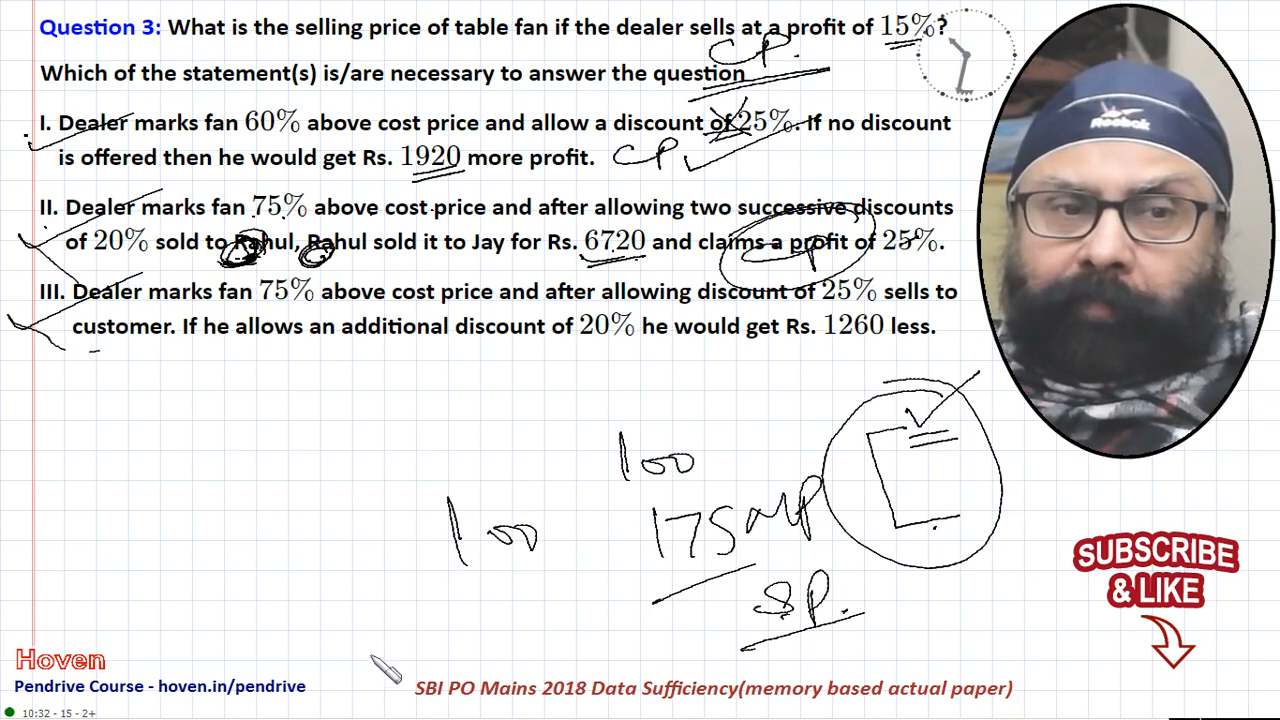 Question 3: What is the selling price of table fan if the dealer sells at a profit of 15%?
CP.
Which of the statement(s) is/are necessary to answer the question
I. Dealer marks fan 60% above cost price and allow a discount of 25%. If no discount
is offered then he would get Rs. 1920 more profit. CP
II. Dealer marks fan 75% above cost price and after allowing two successive discounts
of 20% sold to Rahul, Rahul sold it to Jay for Rs. 6720 and claims a profit of 25%.
CP
III. Dealer marks fan 75% above cost price and after allowing discount of 25% sells to
customer. If he allows an additional discount of 20% he would get Rs. 1260 less.
100
100 175 MP
SP.
Reebok
SUBSCRIBE
& LIKE
Hoven
Pendrive Course - hoven.in/pendrive
SBI PO Mains 2018 Data Sufficiency(memory based actual paper)
10:32 - 15 - 2+